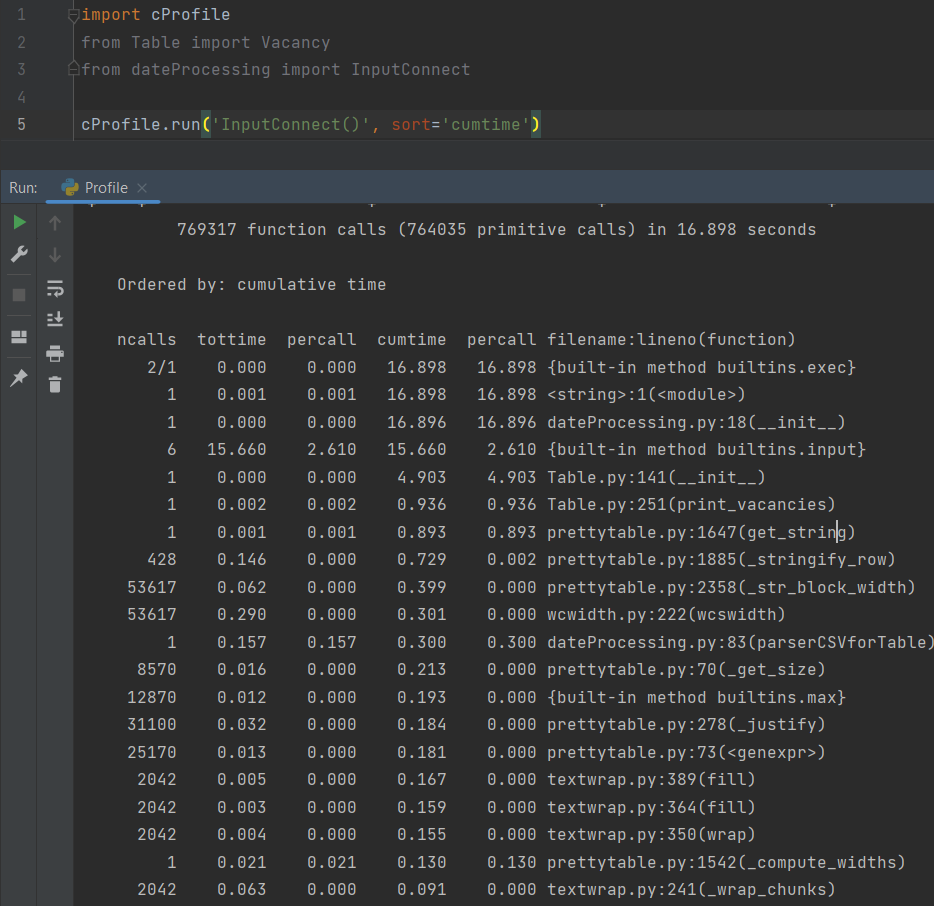 1 import cProfile
2 from Table import Vacancy
3 from dateProcessing import InputConnect
4
5 cProfile.run('InputConnect()', sort='cumtime')
Run: Profile
769317 function calls (764035 primitive calls) in 16.898 seconds
Ordered by: cumulative time
ncalls tottime percall cumtime percall filename:lineno(function)
2/1 0.000 0.000 16.898 16.898 {built-in method builtins.exec}
1 0.001 0.001 16.898 16.898 <string>:1(<module>)
1 0.000 0.000 16.896 16.896 dateProcessing.py:18(__init__)
6 15.660 2.610 15.660 2.610 {built-in method builtins.input}
1 0.000 0.000 4.903 4.903 Table.py:141(__init__)
1 0.002 0.002 0.936 0.936 Table.py:251(print_vacancies)
1 0.001 0.001 0.893 0.893 prettytable.py:1647(get_string)
428 0.146 0.000 0.729 0.002 prettytable.py:1885(_stringify_row)
53617 0.062 0.000 0.399 0.000 prettytable.py:2358(_str_block_width)
53617 0.290 0.000 0.301 0.000 wcwidth.py:222(wcswidth)
1 0.157 0.157 0.300 0.300 dateProcessing.py:83(parserCSVforTable)
8570 0.016 0.000 0.213 0.000 prettytable.py:70(_get_size)
12870 0.012 0.000 0.193 0.000 {built-in method builtins.max}
31100 0.032 0.000 0.184 0.000 prettytable.py:278(_justify)
25170 0.013 0.000 0.181 0.000 prettytable.py:73(<genexpr>)
2042 0.005 0.000 0.167 0.000 textwrap.py:389(fill)
2042 0.003 0.000 0.159 0.000 textwrap.py:364(fill)
2042 0.004 0.000 0.155 0.000 textwrap.py:350(wrap)
1 0.021 0.021 0.130 0.130 prettytable.py:1542(_compute_widths)
2042 0.063 0.000 0.091 0.000 textwrap.py:241(_wrap_chunks)